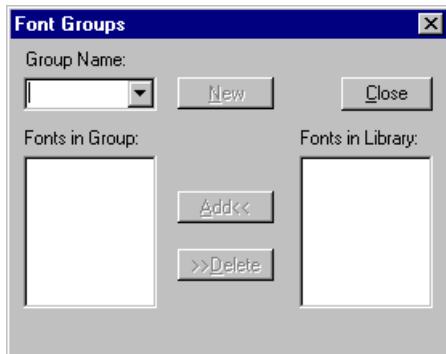 Font Groups
Group Name:
New
Close
Fonts in Group:
Fonts in Library:
Add<<
>>Delete